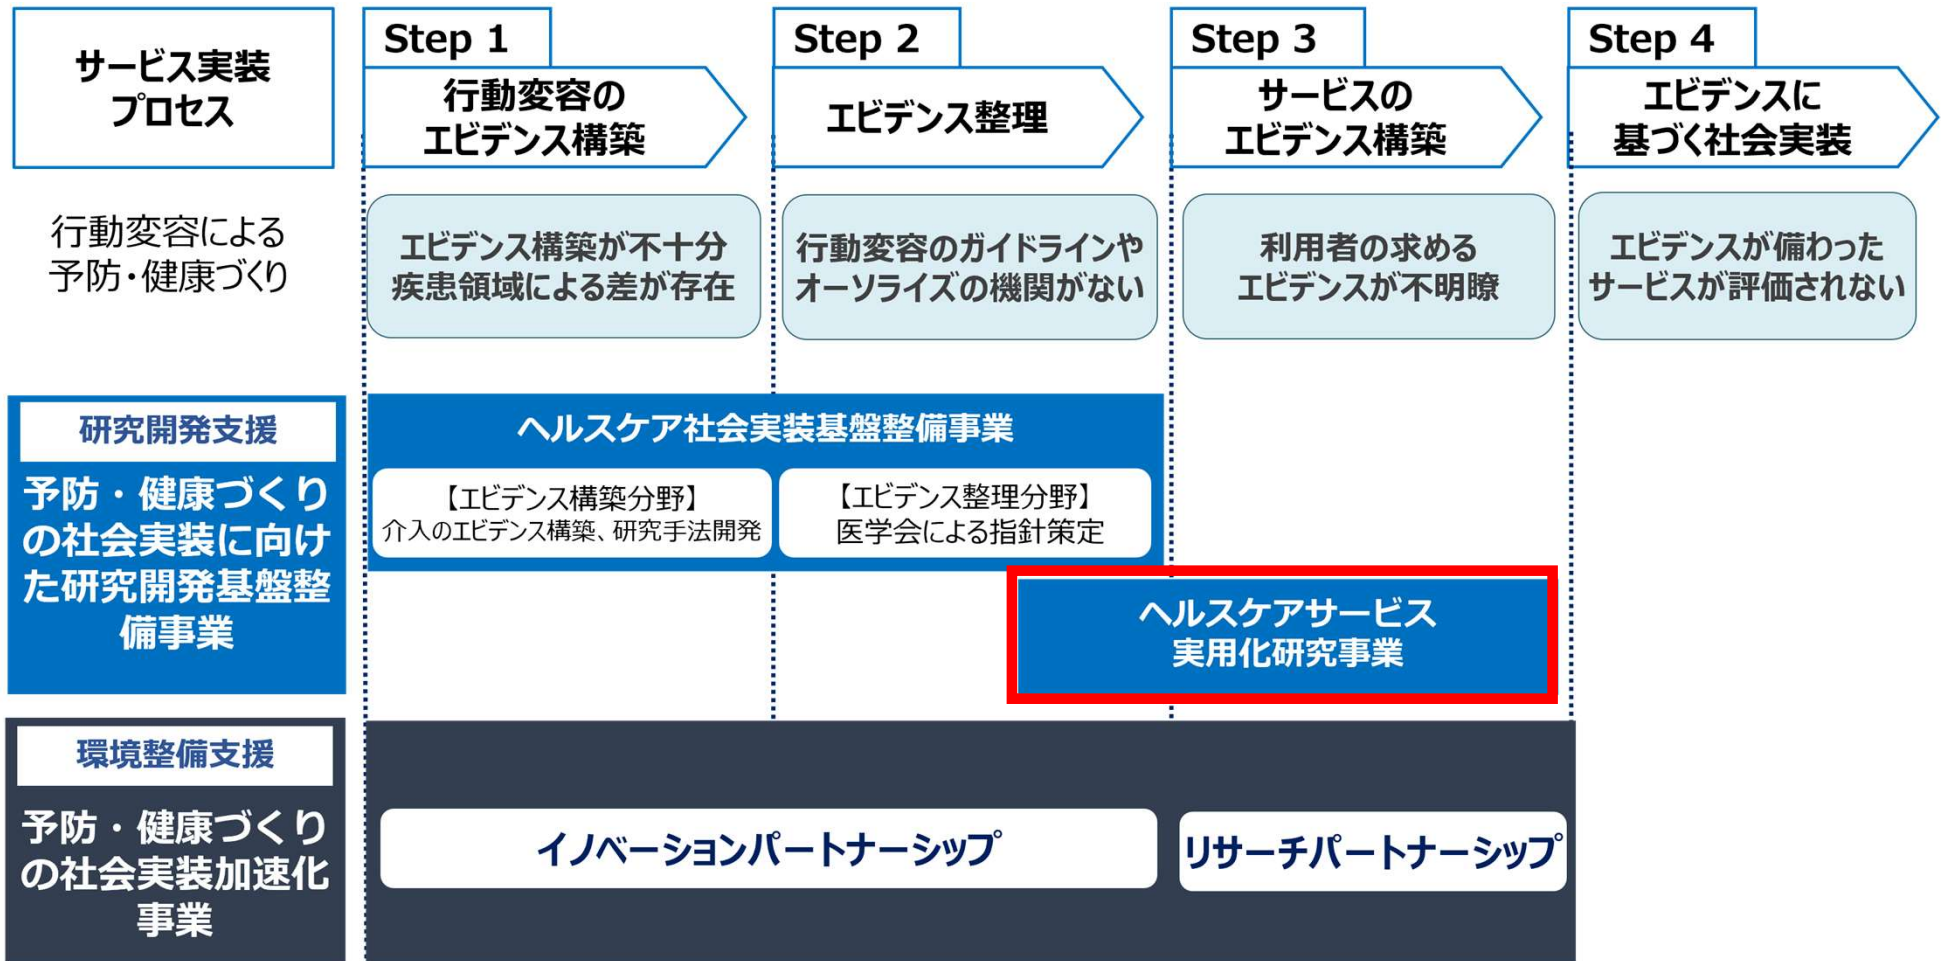 サービス実装
プロセス
Step 1
行動変容の
エビデンス構築
Step 2
エビデンス整理
Step 3
サービスの
エビデンス構築
Step 4
エビデンスに
基づく社会実装
行動変容による
予防・健康づくり
エビデンス構築が不十分
疾患領域による差が存在
行動変容のガイドラインや
オーソライズの機関がない
利用者の求める
エビデンスが不明瞭
エビデンスが備わった
サービスが評価されない
研究開発支援
予防・健康づくり
の社会実装に向け
た研究開発基盤整
備事業
ヘルスケア社会実装基盤整備事業
【エビデンス構築分野】
介入のエビデンス構築、研究手法開発
【エビデンス整理分野】
医学会による指針策定
ヘルスケアサービス
実用化研究事業
環境整備支援
予防・健康づくり
の社会実装加速化
事業
イノベーションパートナーシップ
リサーチパートナーシップ